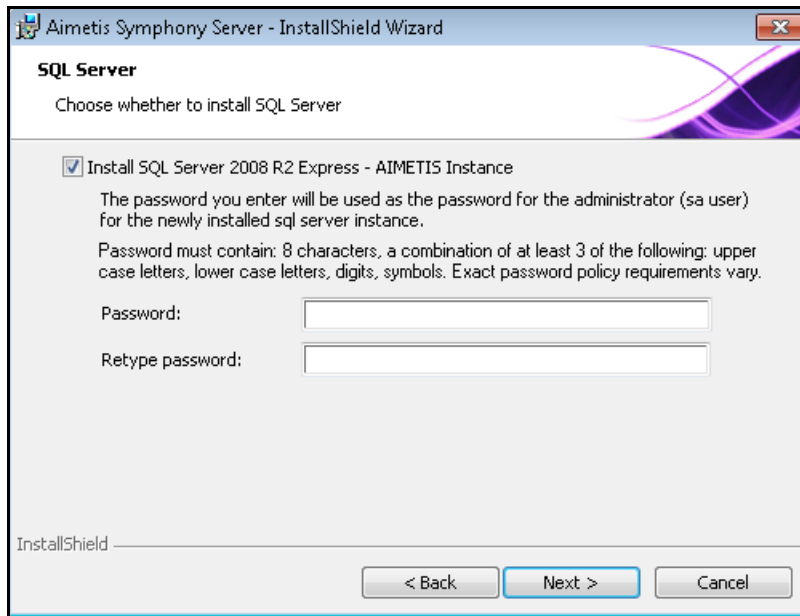 Aimetis Symphony Server - InstallShield Wizard
SQL Server
Choose whether to install SQL Server
Install SQL Server 2008 R2 Express - AIMETIS Instance
The password you enter will be used as the password for the administrator (sa user)
for the newly installed sql server instance.
Password must contain: 8 characters, a combination of at least 3 of the following: upper
case letters, lower case letters, digits, symbols. Exact password policy requirements vary.
Password:
Retype password:
InstallShield
< Back
Next >
Cancel